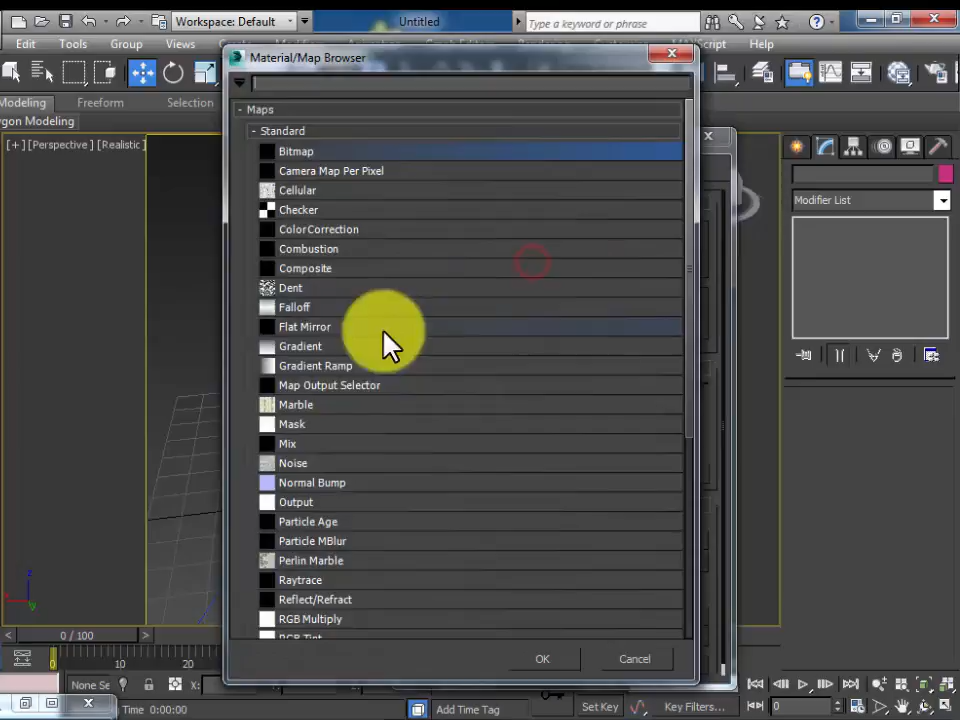 Workspace: Default
Untitled
Type a keyword or phrase
Edit
Tools
Group
Views
Help
Material/Map Browser
Modeling
Freeform
Selection
ygon Modeling
[+] [Perspective ] [Realistic ]
- Maps
- Standard
Bitmap
Camera Map Per Pixel
Cellular
Checker
Color Correction
Combustion
Composite
Dent
Falloff
Flat Mirror
Gradient
Gradient Ramp
Map Output Selector
Marble
Mask
Mix
Noise
Normal Bump
Output
Particle Age
Particle MBlur
Perlin Marble
Raytrace
Reflect/Refract
RGB Multiply
RGB Tint
OK
Cancel
Modifier List
z
x
y
< 0 / 100 >
0
10
20
None Se
X:
Time 0:00:00
Add Time Tag
Set Key
Key Filters...
0